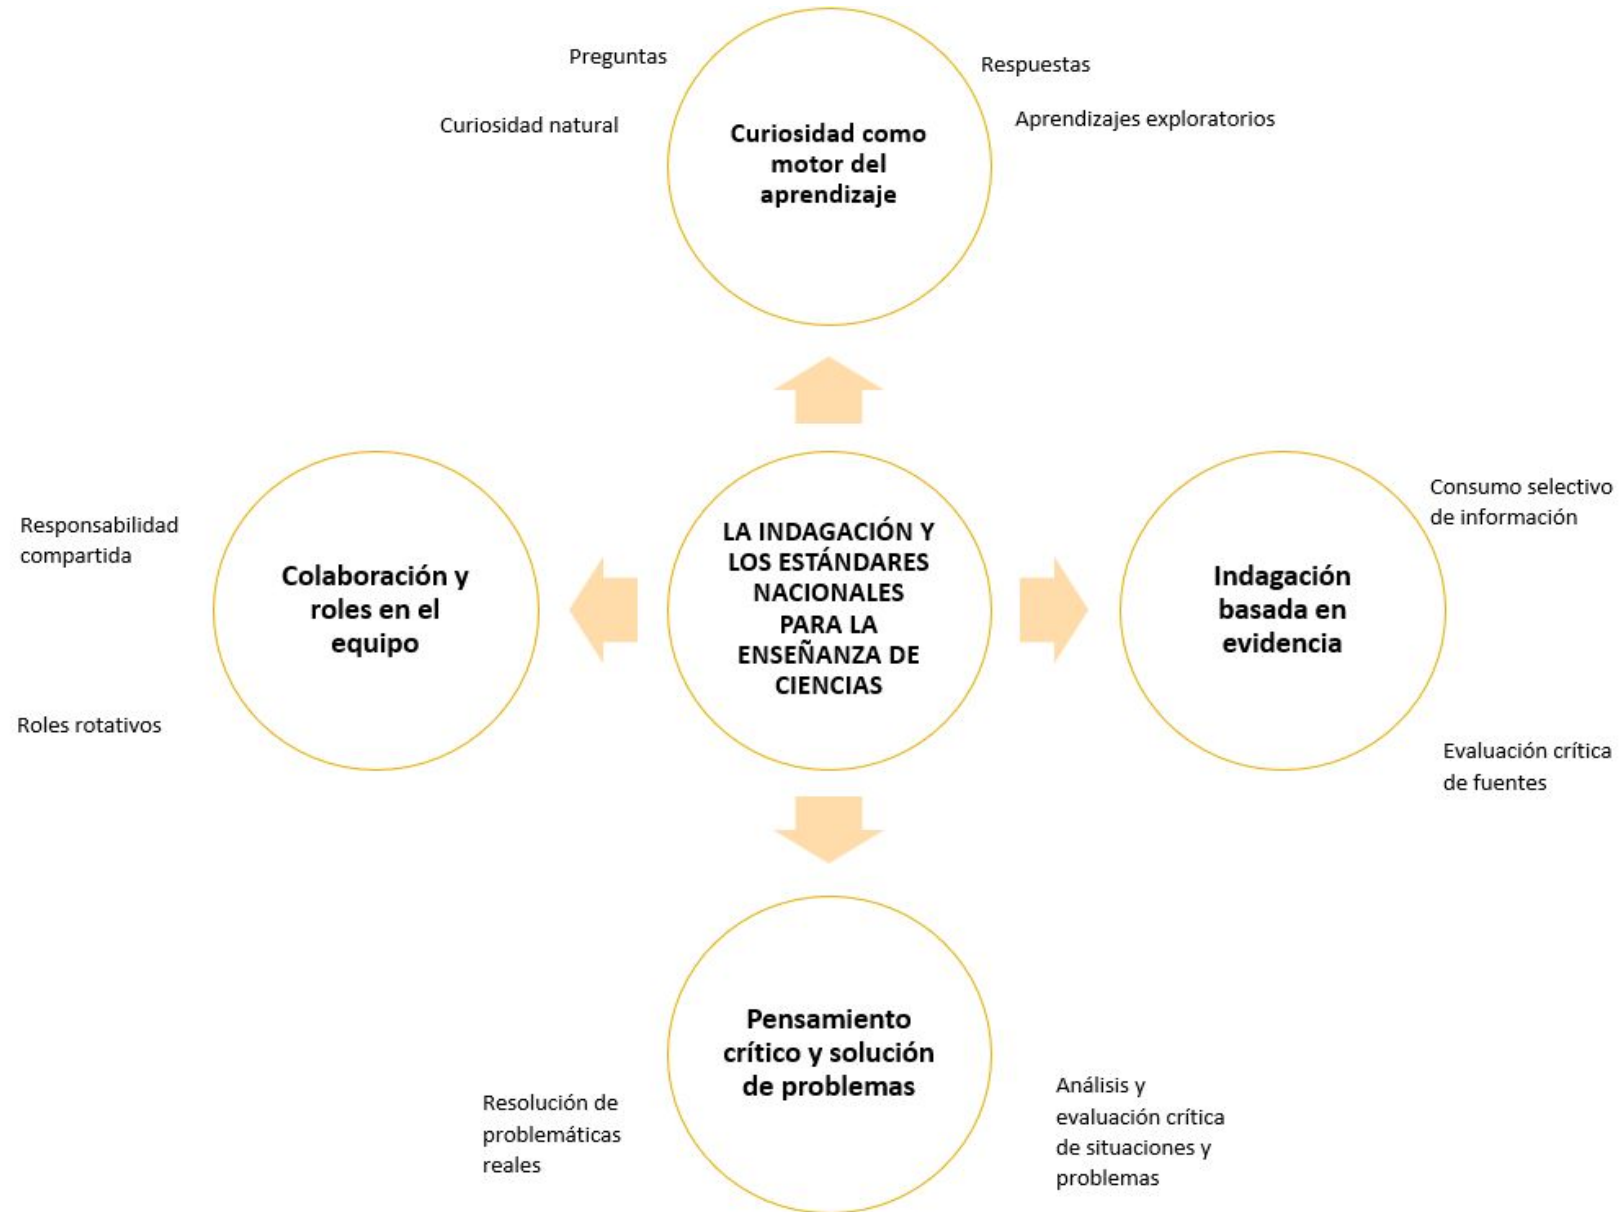 Preguntas
Respuestas
Curiosidad natural
Aprendizajes exploratorios
Curiosidad como
motor del
aprendizaje
Responsabilidad
compartida
Roles rotativos
Colaboración y
roles en el
equipo
LA INDAGACIÓN Y
LOS ESTÁNDARES
NACIONALES
PARA LA
ENSEÑANZA DE
CIENCIAS
Indagación
basada en
evidencia
Consumo selectivo
de información
Evaluación crítica
de fuentes
Pensamiento
crítico y solución
de problemas
Resolución de
problemáticas
reales
Análisis y
evaluación crítica
de situaciones y
problemas